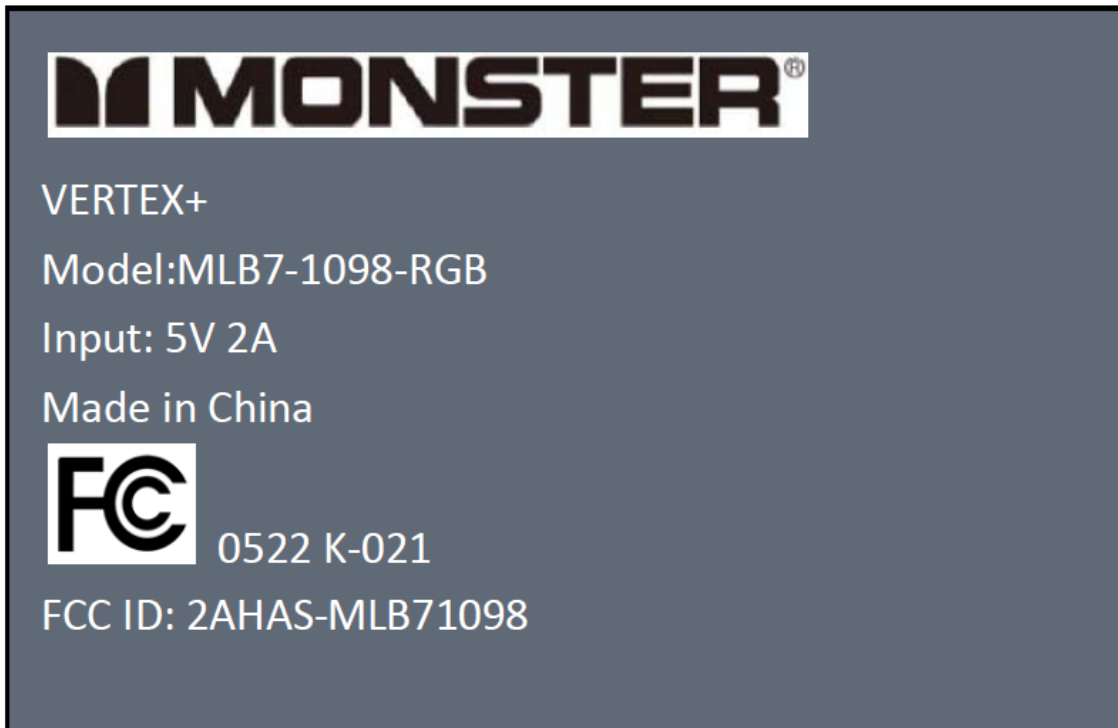 MONSTER®
VERTEX+
Model:MLB7-1098-RGB
Input: 5V 2A
Made in China
FC 0522 K-021
FCC ID: 2AHAS-MLB71098